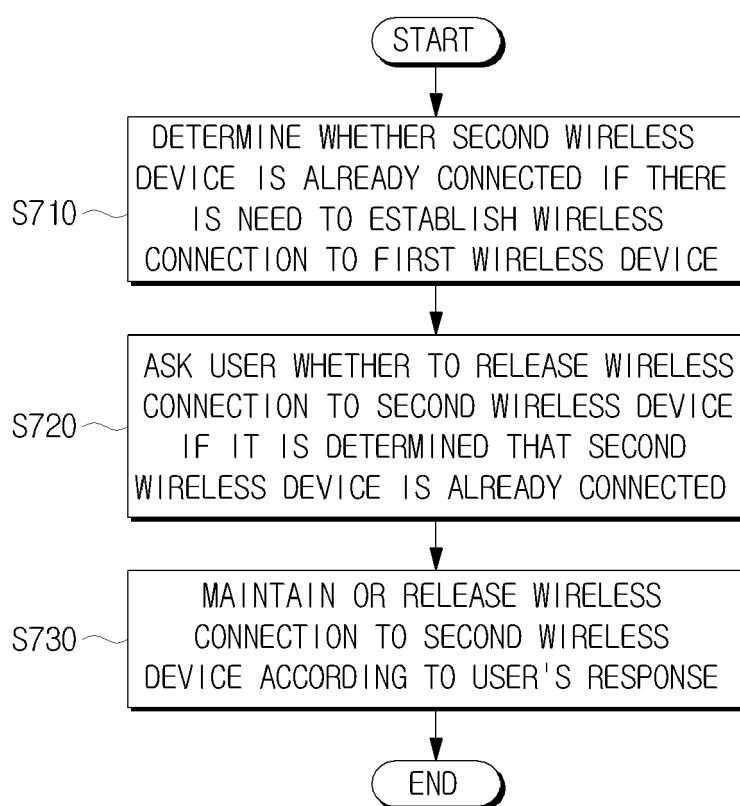 START
DETERMINE WHETHER SECOND WIRELESS
DEVICE IS ALREADY CONNECTED IF THERE
IS NEED TO ESTABLISH WIRELESS
CONNECTION TO FIRST WIRELESS DEVICE
S710
ASK USER WHETHER TO RELEASE WIRELESS
CONNECTION TO SECOND WIRELESS DEVICE
IF IT IS DETERMINED THAT SECOND
WIRELESS DEVICE IS ALREADY CONNECTED
S720
MAINTAIN OR RELEASE WIRELESS
CONNECTION TO SECOND WIRELESS
DEVICE ACCORDING TO USER'S RESPONSE
S730
END